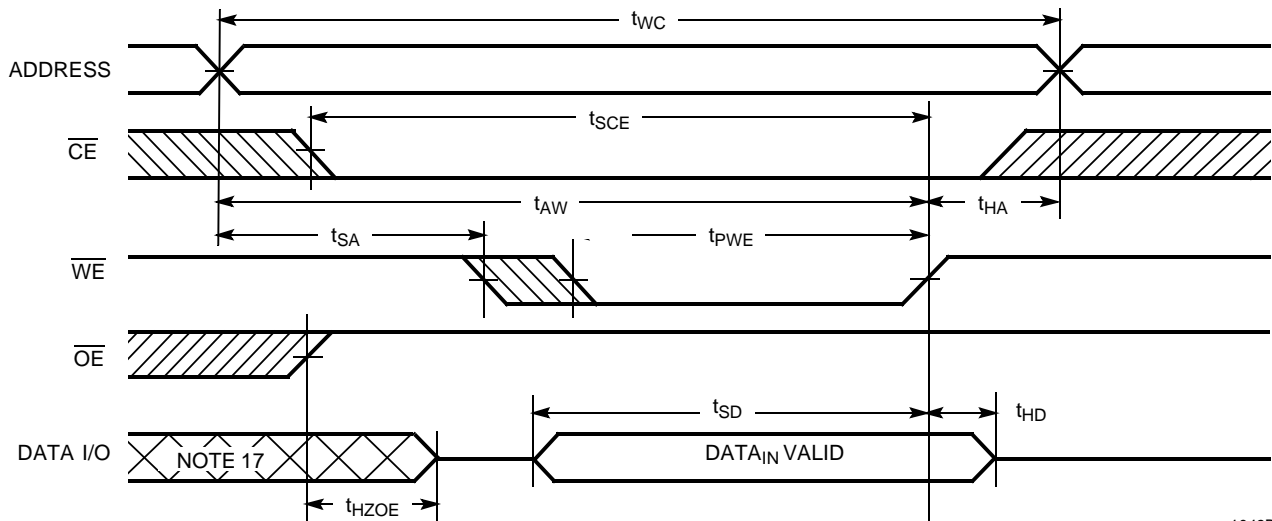 tWC
ADDRESS
tSCE
CE
tAW
tHA
tSA
tPWE
WE
OE
tSD
tHD
DATA I/O
NOTE 17
DATAIN VALID
tHZOE